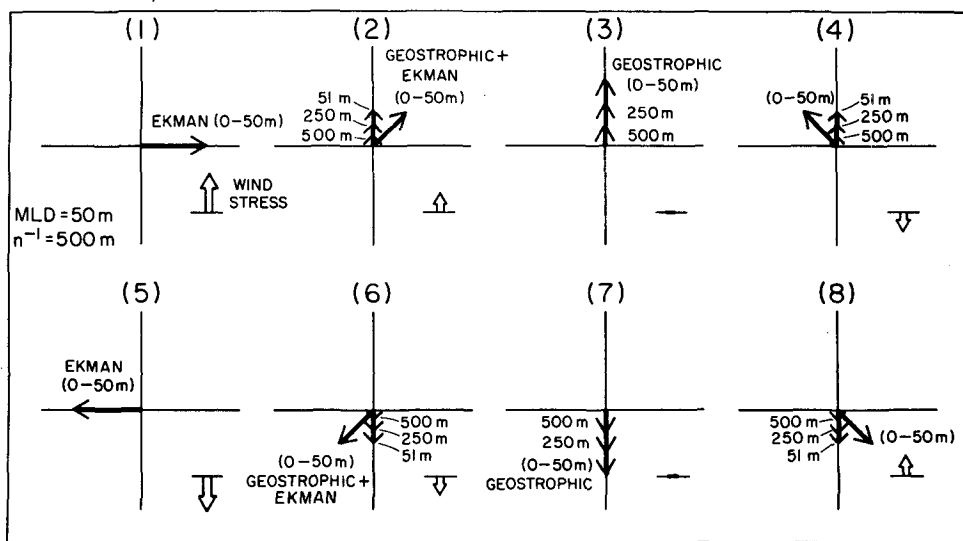 (1)
EKMAN (0-50m)
WIND
STRESS
MLD = 50 m
n⁻¹ = 500 m
(2)
GEOSTROPHIC +
EKMAN
(0-50m)
51 m
250 m
500 m
(3)
GEOSTROPHIC
(0-50m)
250 m
500 m
(4)
(0-50m)
51 m
250 m
500 m
(5)
EKMAN
(0-50m)
(6)
500 m
250 m
51 m
(0-50m)
GEOSTROPHIC +
EKMAN
(7)
500 m
250 m
(0-50m)
GEOSTROPHIC
(8)
500 m
250 m
51 m
(0-50m)